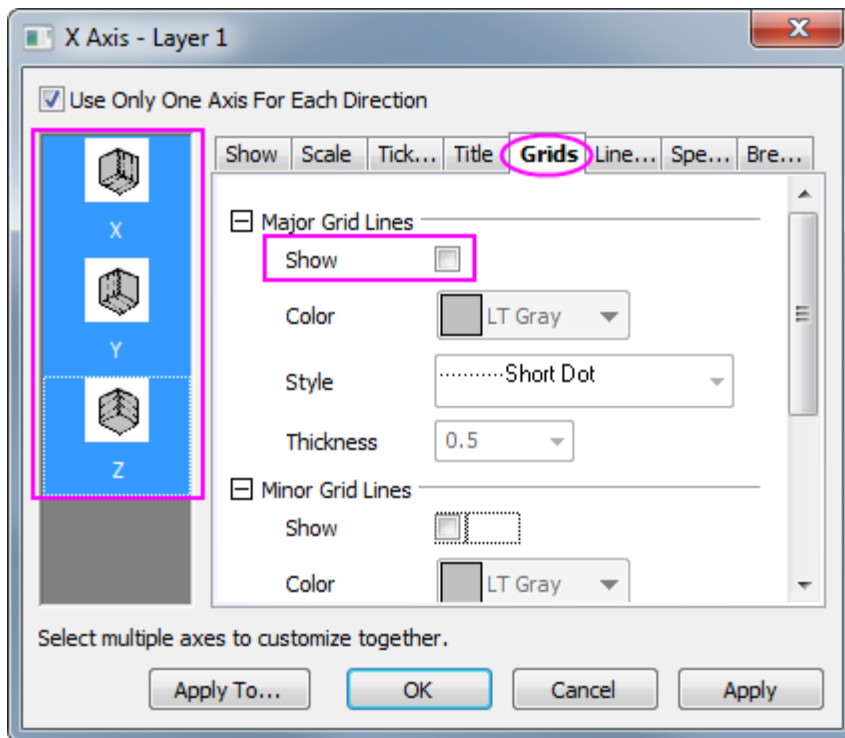 X Axis - Layer 1
Use Only One Axis For Each Direction
Show Scale Tick... Title Grids Line... Spe... Bre...
X
Y
Z
Major Grid Lines
Show
Color LT Gray
Style Short Dot
Thickness 0.5
Minor Grid Lines
Show
Color LT Gray
Select multiple axes to customize together.
Apply To... OK Cancel Apply